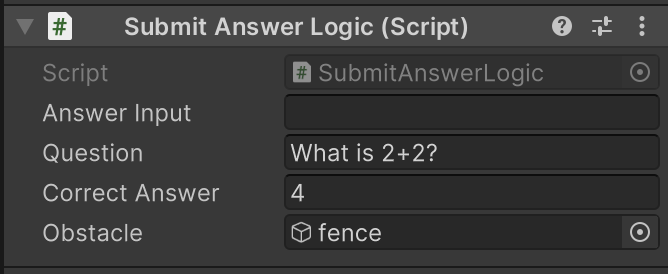 # Submit Answer Logic (Script) ?
Script # SubmitAnswerLogic
Answer Input
Question What is 2+2?
Correct Answer 4
Obstacle fence